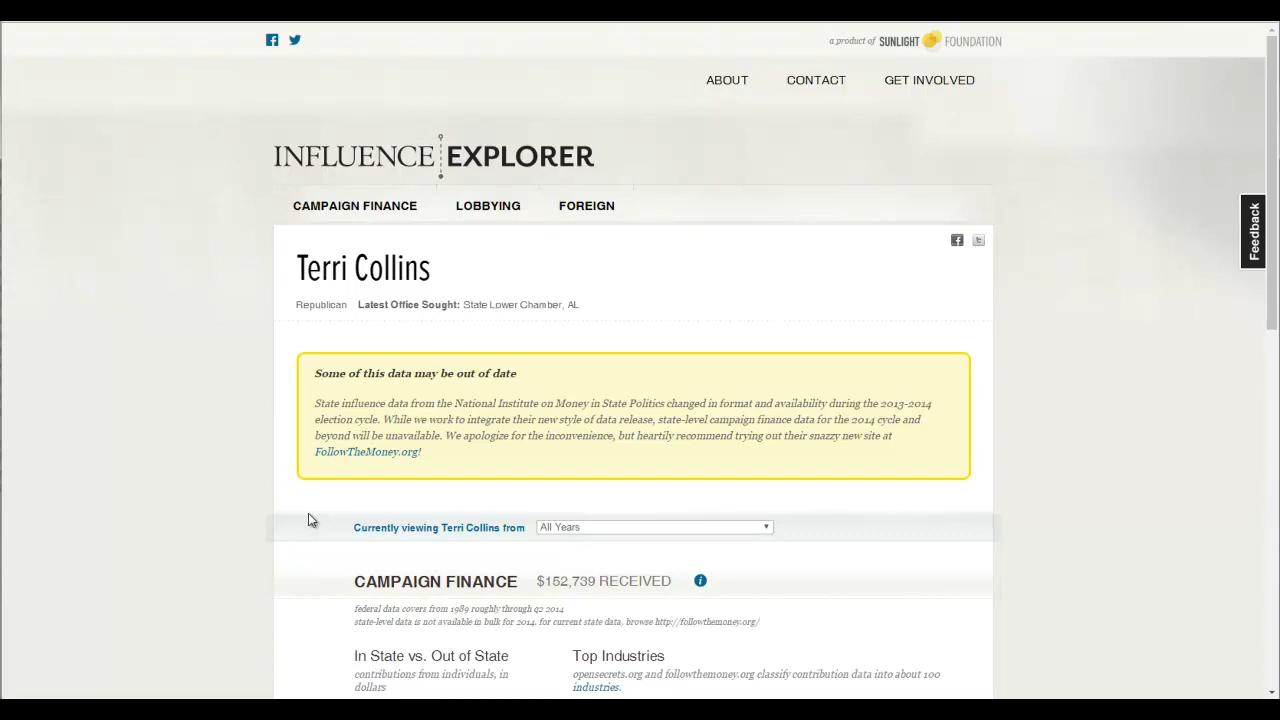 a product of SUNLIGHT FOUNDATION
ABOUT CONTACT GET INVOLVED
INFLUENCE EXPLORER
CAMPAIGN FINANCE LOBBYING FOREIGN
Feedback
Terri Collins
Republican Latest Office Sought: State Lower Chamber, AL
Some of this data may be out of date
State influence data from the National Institute on Money in State Politics changed in format and availability during the 2013-2014
election cycle. While we work to integrate their new style of data release, state-level campaign finance data for the 2014 cycle and
beyond will be unavailable. We apologize for the inconvenience, but heartily recommend trying out their snazzy new site at
FollowTheMoney.org!
Currently viewing Terri Collins from All Years
CAMPAIGN FINANCE $152,739 RECEIVED
federal data covers from 1989 roughly through q2 2014
state-level data is not available in bulk for 2014. for current state data, browse http://followthemoney.org/
In State vs. Out of State
contributions from individuals, in
dollars
Top Industries
opensecrets.org and followthemoney.org classify contribution data into about 100
industries.